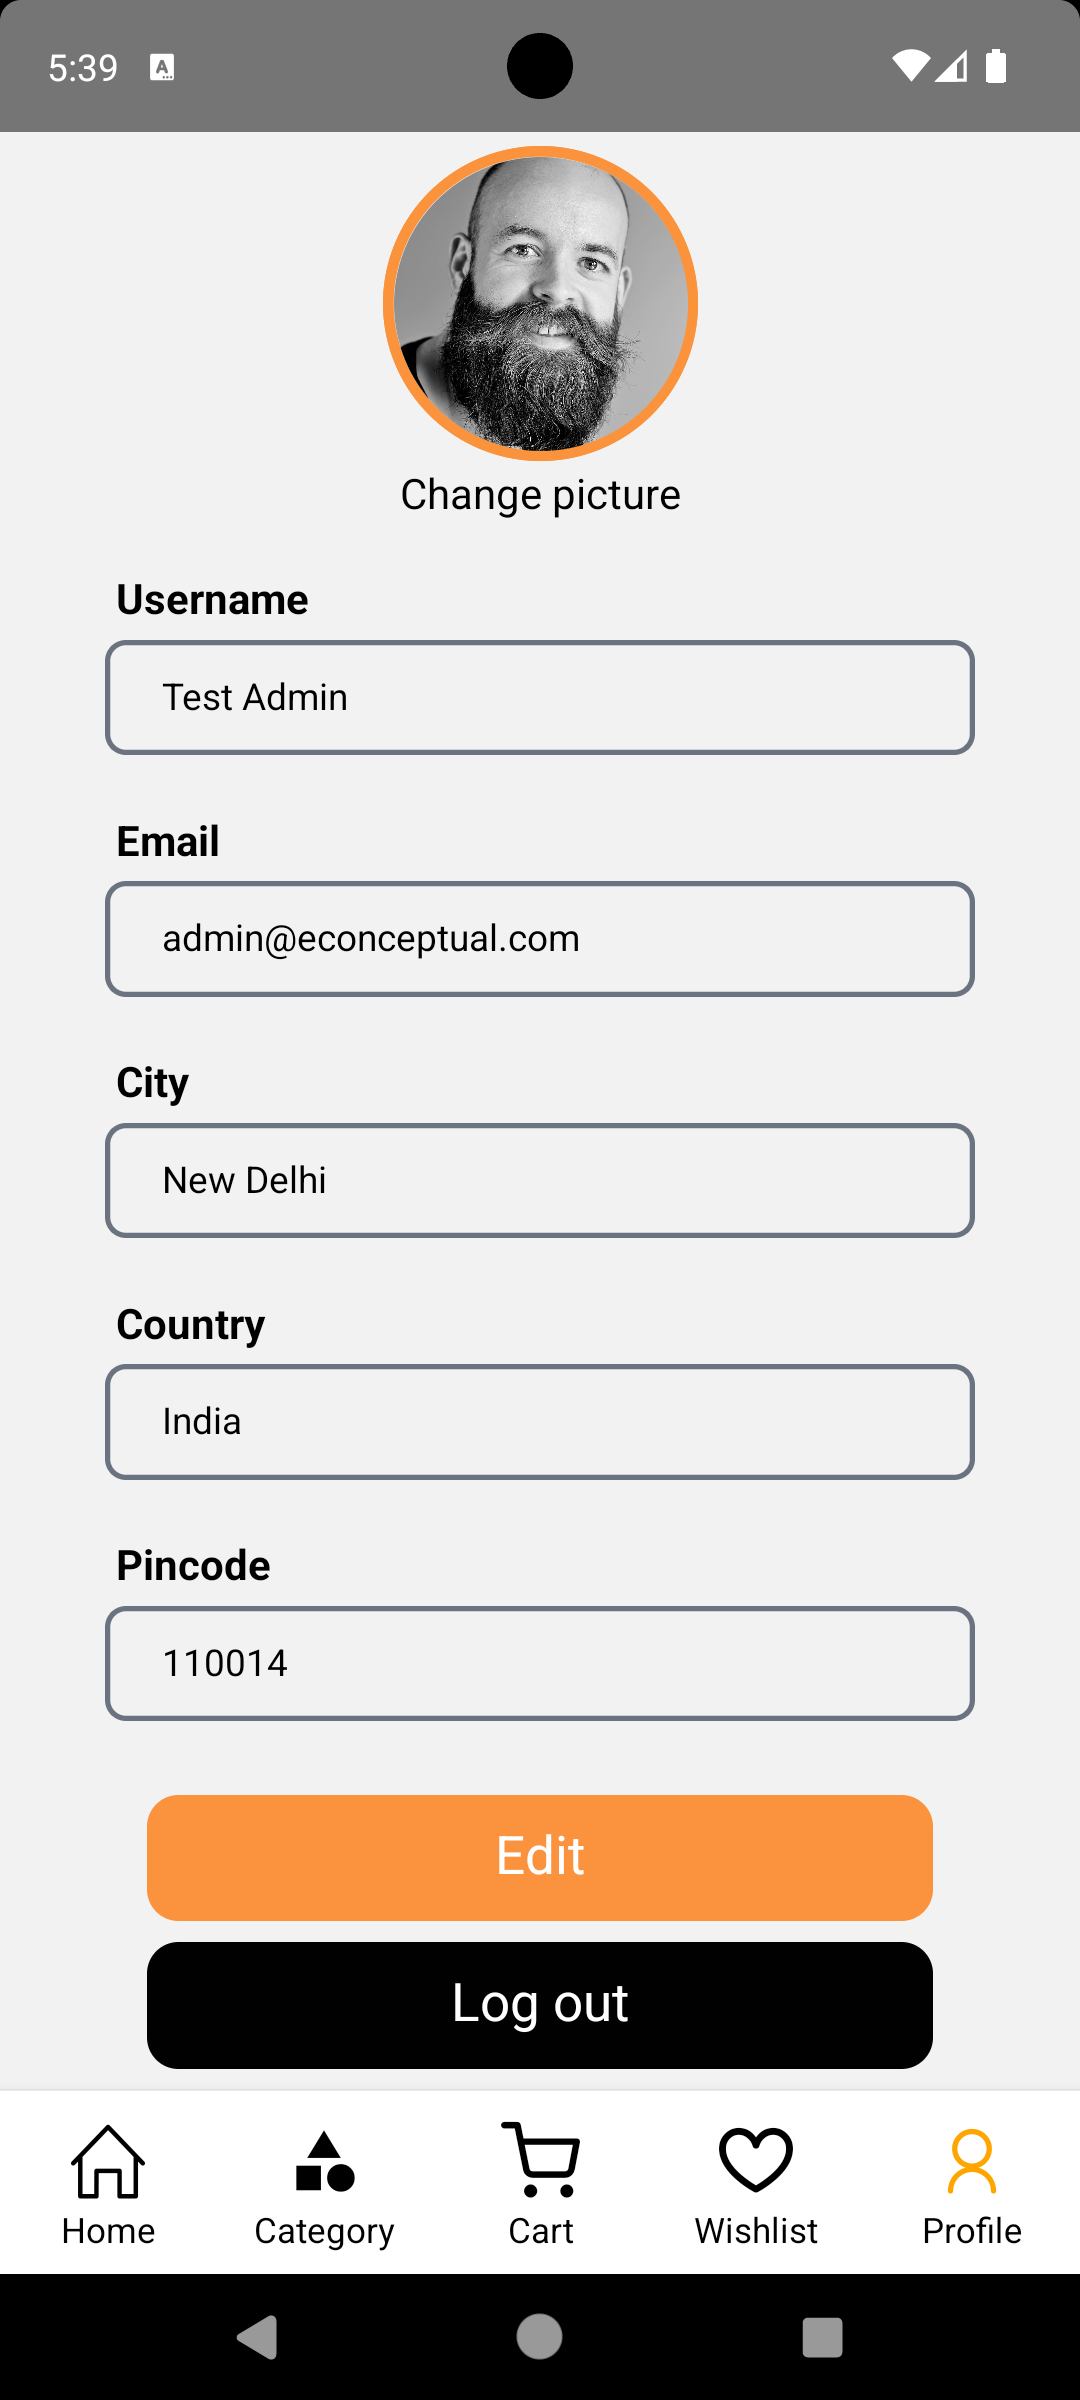 5:39
Change picture
Username
Test Admin
Email
admin@econceptual.com
City
New Delhi
Country
India
Pincode
110014
Edit
Log out
Home Category Cart Wishlist Profile